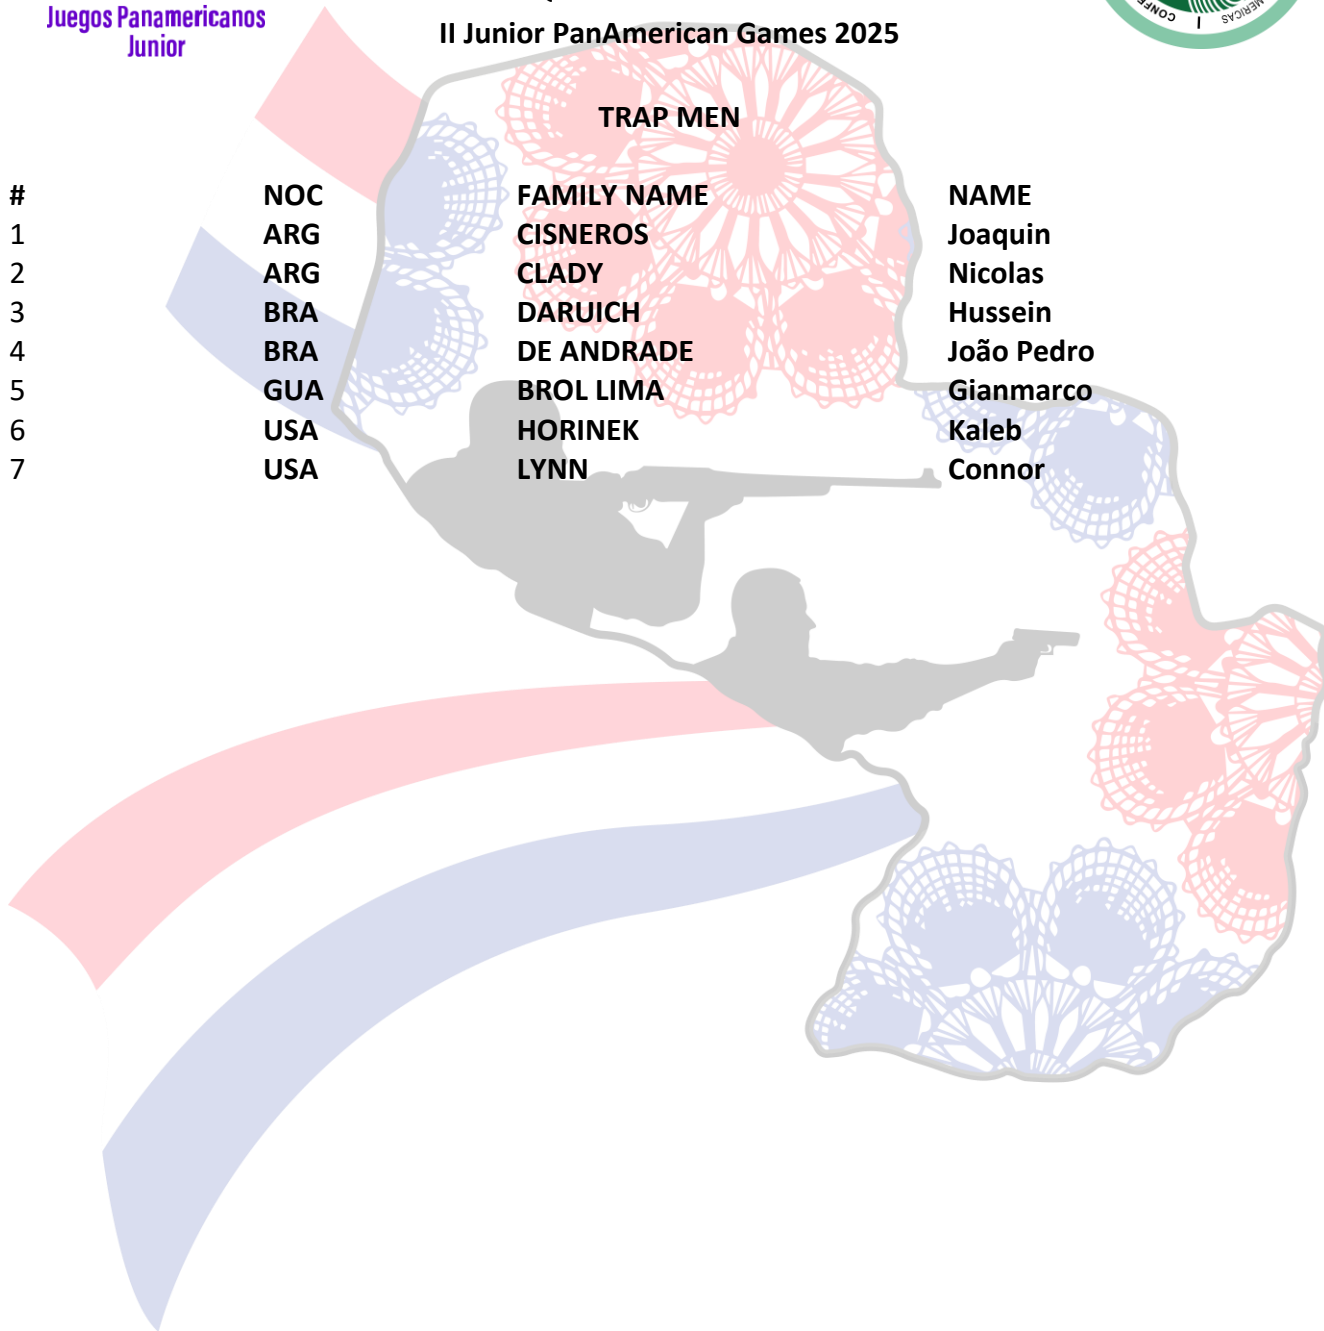 Juegos Panamericanos
Junior
II Junior PanAmerican Games 2025
TRAP MEN
# NOC FAMILY NAME NAME
1 ARG CISNEROS Joaquin
2 ARG CLADY Nicolas
3 BRA DARUICH Hussein
4 BRA DE ANDRADE João Pedro
5 GUA BROL LIMA Gianmarco
6 USA HORINEK Kaleb
7 USA LYNN Connor